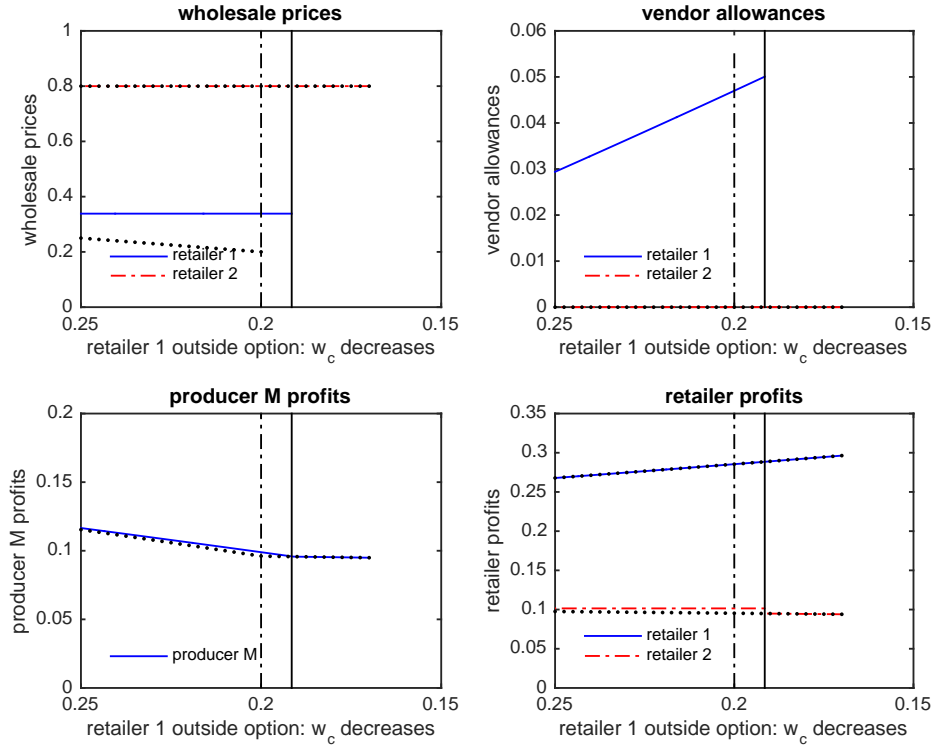 wholesale prices
wholesale prices
1
0.8
0.6
0.4
0.2
0
retailer 1
retailer 2
0.25
0.2
0.15
retailer 1 outside option: w_c decreases
vendor allowances
vendor allowances
0.06
0.05
0.04
0.03
0.02
0.01
0
retailer 1
retailer 2
0.25
0.2
0.15
retailer 1 outside option: w_c decreases
producer M profits
producer M profits
0.2
0.15
0.1
0.05
0
producer M
0.25
0.2
0.15
retailer 1 outside option: w_c decreases
retailer profits
retailer profits
0.35
0.3
0.25
0.2
0.15
0.1
0.05
0
retailer 1
retailer 2
0.25
0.2
0.15
retailer 1 outside option: w_c decreases